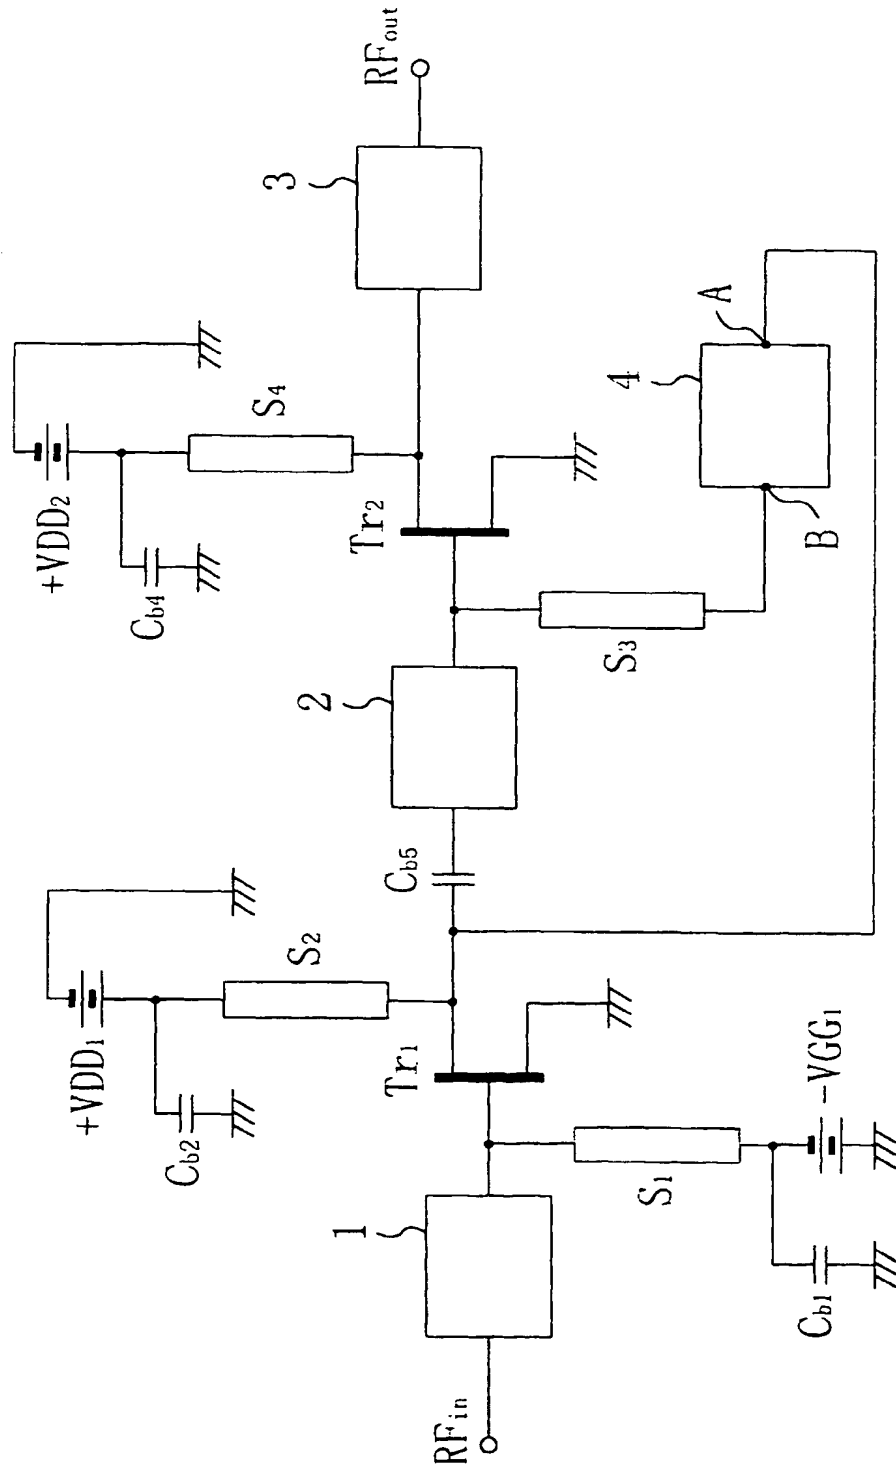 RFin
1
S1
Cb1
-VGG1
Tr1
+VDD1
Cb2
S2
Cb5
2
S3
Tr2
+VDD2
Cb4
S4
4
A
B
3
RFout